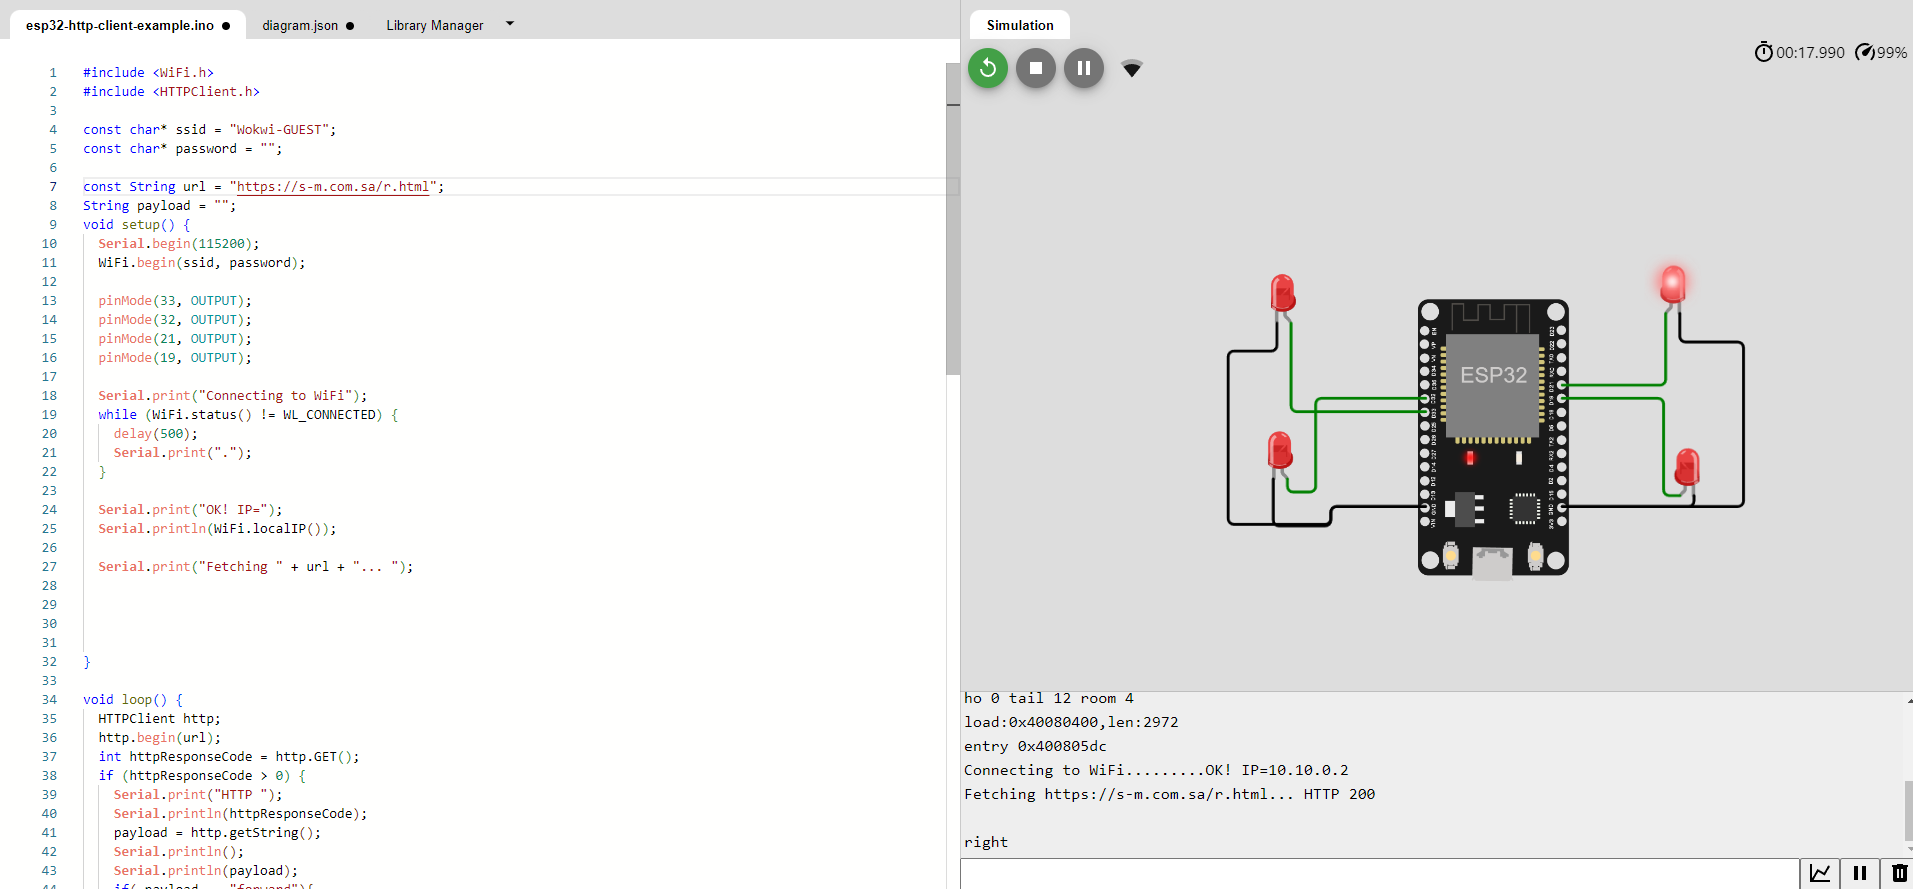 esp32-http-client-example.ino ●
diagram.json ●
Library Manager
1 #include <WiFi.h>
2 #include <HTTPClient.h>
3
4 const char* ssid = "Wokwi-GUEST";
5 const char* password = "";
6
7 const String url = "https://s-m.com.sa/r.html";
8 String payload = "";
9 void setup() {
10 Serial.begin(115200);
11 WiFi.begin(ssid, password);
12
13 pinMode(33, OUTPUT);
14 pinMode(32, OUTPUT);
15 pinMode(21, OUTPUT);
16 pinMode(19, OUTPUT);
17
18 Serial.print("Connecting to WiFi");
19 while (WiFi.status() != WL_CONNECTED) {
20 delay(500);
21 Serial.print(".");
22 }
23
24 Serial.print("OK! IP=");
25 Serial.println(WiFi.localIP());
26
27 Serial.print("Fetching " + url + "... ");
28
29
30
31
32 }
33
34 void loop() {
35 HTTPClient http;
36 http.begin(url);
37 int httpResponseCode = http.GET();
38 if (httpResponseCode > 0) {
39 Serial.print("HTTP ");
40 Serial.println(httpResponseCode);
41 payload = http.getString();
42 Serial.println();
43 Serial.println(payload);
Simulation
00:17.990
99%
ESP32
ho 0 tail 12 room 4
load:0x40080400,len:2972
entry 0x400805dc
Connecting to WiFi.........OK! IP=10.10.0.2
Fetching https://s-m.com.sa/r.html... HTTP 200
right